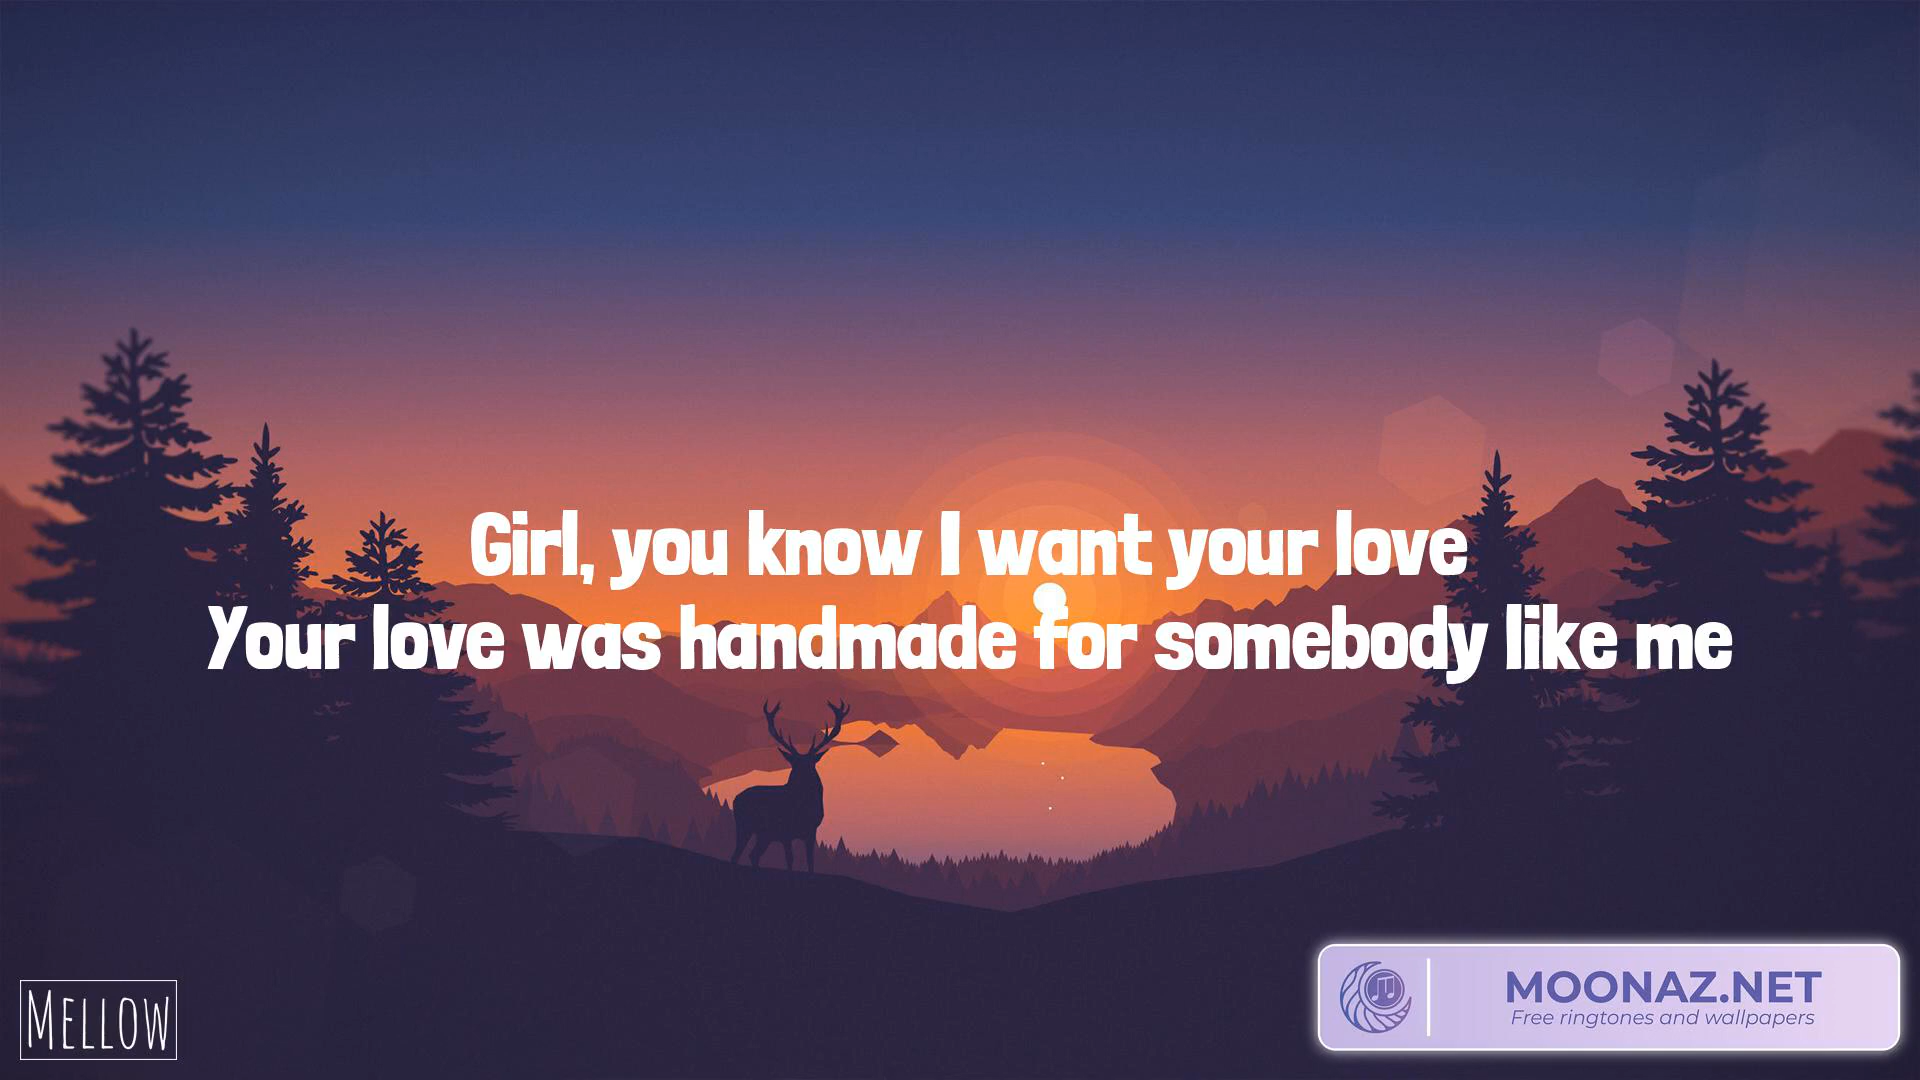 Girl, you know I want your love
Your love was handmade for somebody like me
MELLOW
MOONAZ.NET
Free ringtones and wallpapers